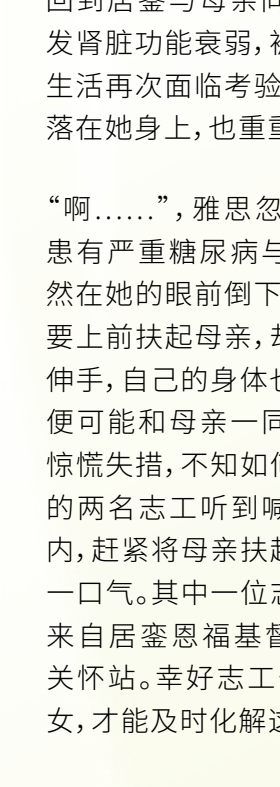 回到居銮与母亲同
发肾脏功能衰弱，
生活再次面临考验
落在她身上，也重重
“啊……”，雅思忽
患有严重糖尿病与
然在她的眼前倒下
要上前扶起母亲，却
伸手，自己的身体也
便可能和母亲一同
惊慌失措，不知如何
的两名志工听到喊
内，赶紧将母亲扶起
一口气。其中一位志
来自居銮恩福基督
关怀站。幸好志工
女，才能及时化解这